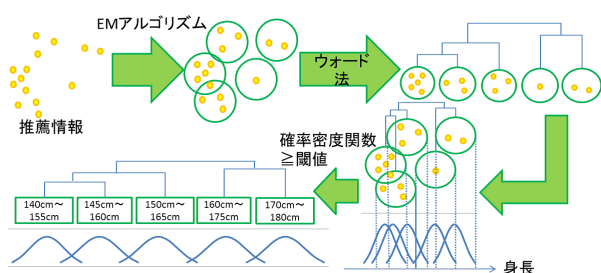 EMアルゴリズム
ウォード
法
推薦情報
確率密度関数
≧閾値
140cm～
155cm
145cm～
160cm
150cm～
165cm
160cm～
175cm
170cm～
180cm
身長